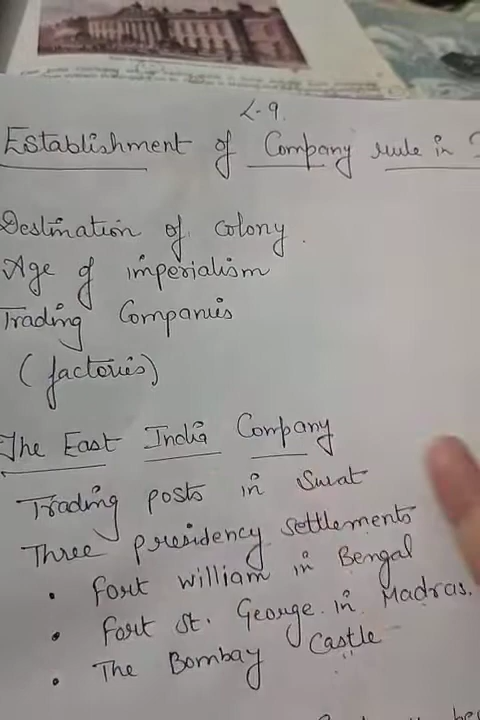 L-9.
Establishment of Company rule in
Destination of colony.
Age of imperialism
Trading Companies
(factories)
The East India Company
Trading posts in Surat
Three presidency settlements
• Fort William in Bengal
• Fort St. George in Madras.
• The Bombay Castle